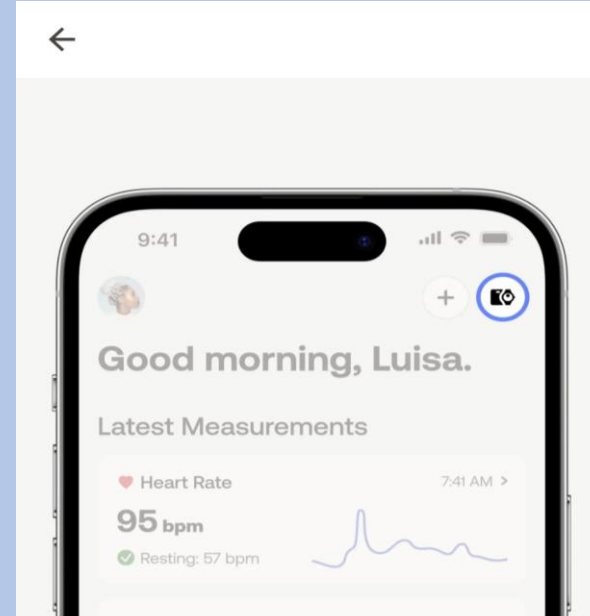 9:41
Good morning, Luisa.
Latest Measurements
Heart Rate 7:41 AM >
95 bpm
Resting: 57 bpm